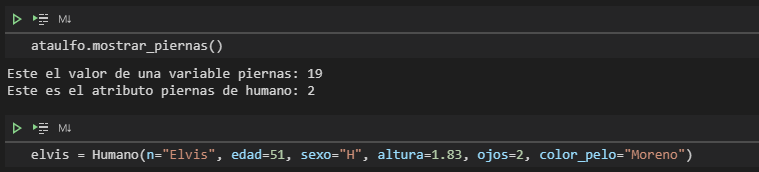 M↓
ataulfo.mostrar_piernas()
Este el valor de una variable piernas: 19
Este es el atributo piernas de humano: 2
M↓
elvis = Humano(n="Elvis", edad=51, sexo="H", altura=1.83, ojos=2, color_pelo="Moreno")